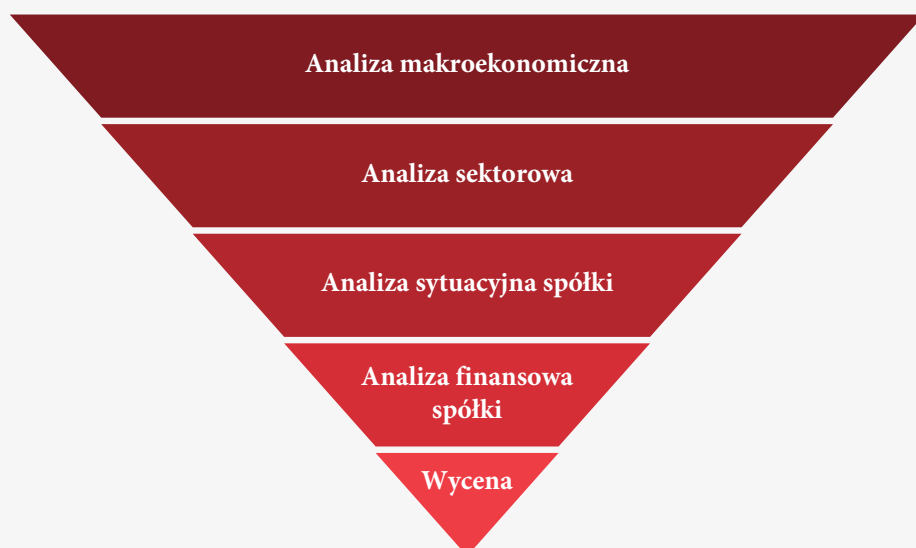 Analiza makroekonomiczna
Analiza sektorowa
Analiza sytuacyjna spółki
Analiza finansowa
spółki
Wycena